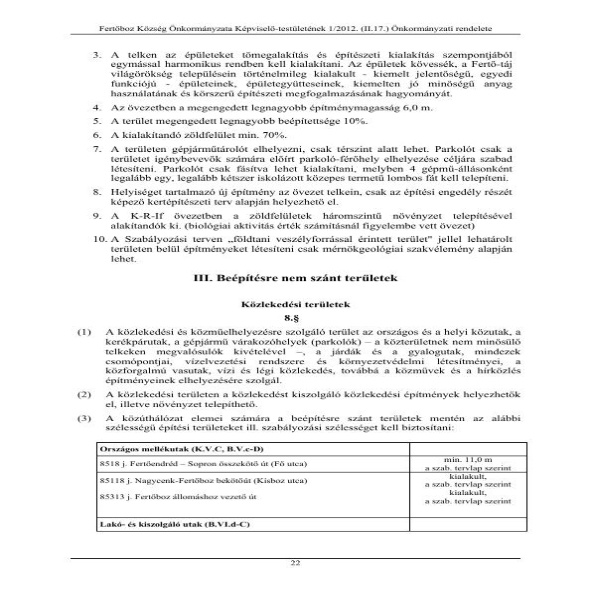 Fertőboz Község Önkormányzata Képviselő-testületének 1/2012. (II.17.) Önkormányzati rendelete
3. A telken az épületeket tömegalakítás és építészeti kialakítás szempontjából
egymással harmonikus rendben kell kialakítani. Az épületek kövessék, a Fertő-táj
világörökség településein történelmileg kialakult - kiemelt jelentőségű, egyedi
funkciójú - épületeinek, épületegyütteseinek, kiemelten jó minőségű anyag
használatának és körszerű építészeti megfogalmazásának hagyományát.
4. Az övezetben a megengedett legnagyobb építménymagasság 6,0 m.
5. A terület megengedett legnagyobb beépítettsége 10%.
6. A kialakítandó zöldfelület min. 70%.
7. A területen gépjárműtárolót elhelyezni, csak térszint alatt lehet. Parkolót csak a
területet igénybevevők számára előírt parkoló-férőhely elhelyezése céljára szabad
létesíteni. Parkolót csak fásítva lehet kialakítani, melyben 4 gépmű-állásonként
legalább egy, legalább kétszer iskolázott közepes termetű lombos fát kell telepíteni.
8. Helyiséget tartalmazó új építmény az övezet telkein, csak az építési engedély részét
képező kertépítészeti terv alapján helyezhető el.
9. A K-R-If övezetben a zöldfelületek háromszintű növényzet telepítésével
alakítandók ki. (biológiai aktivitás érték számításnál figyelembe vett övezet)
10. A Szabályozási terven „földtani veszélyforrással érintett terület" jellel lehatárolt
területen belül építményeket létesíteni csak mérnökgeológiai szakvélemény alapján
lehet.
III. Beépítésre nem szánt területek
Közlekedési területek
8.§
(1) A közlekedési és közműelhelyezésre szolgáló terület az országos és a helyi közutak, a
kerékpárutak, a gépjármű várakozóhelyek (parkolók) – a közterületnek nem minősülő
telkeken megvalósulók kivételével –, a járdák és a gyalogutak, mindezek
csomópontjai, vízelvezetési rendszere és környezetvédelmi létesítményei, a
közforgalmú vasutak, vízi és légi közlekedés, továbbá a közművek és a hírközlés
építményeinek elhelyezésére szolgál.
(2) A közlekedési területen a közlekedést kiszolgáló közlekedési építmények helyezhetők
el, illetve növényzet telepíthető.
(3) A közúthálózat elemei számára a beépítésre szánt területek mentén az alábbi
szélességű építési területeket ill. szabályozási szélességet kell biztosítani:
Országos mellékutak (K.V.C, B.V.c-D)
8518 j. Fertőendréd – Sopron összekötő út (Fő utca)
min. 11,0 m
a szab. tervlap szerint
85118 j. Nagycenk-Fertőboz bekötőút (Kisboz utca)
kialakult,
a szab. tervlap szerint
85313 j. Fertőboz állomáshoz vezető út
kialakult,
a szab. tervlap szerint
Lakó- és kiszolgáló utak (B.VI.d-C)
22